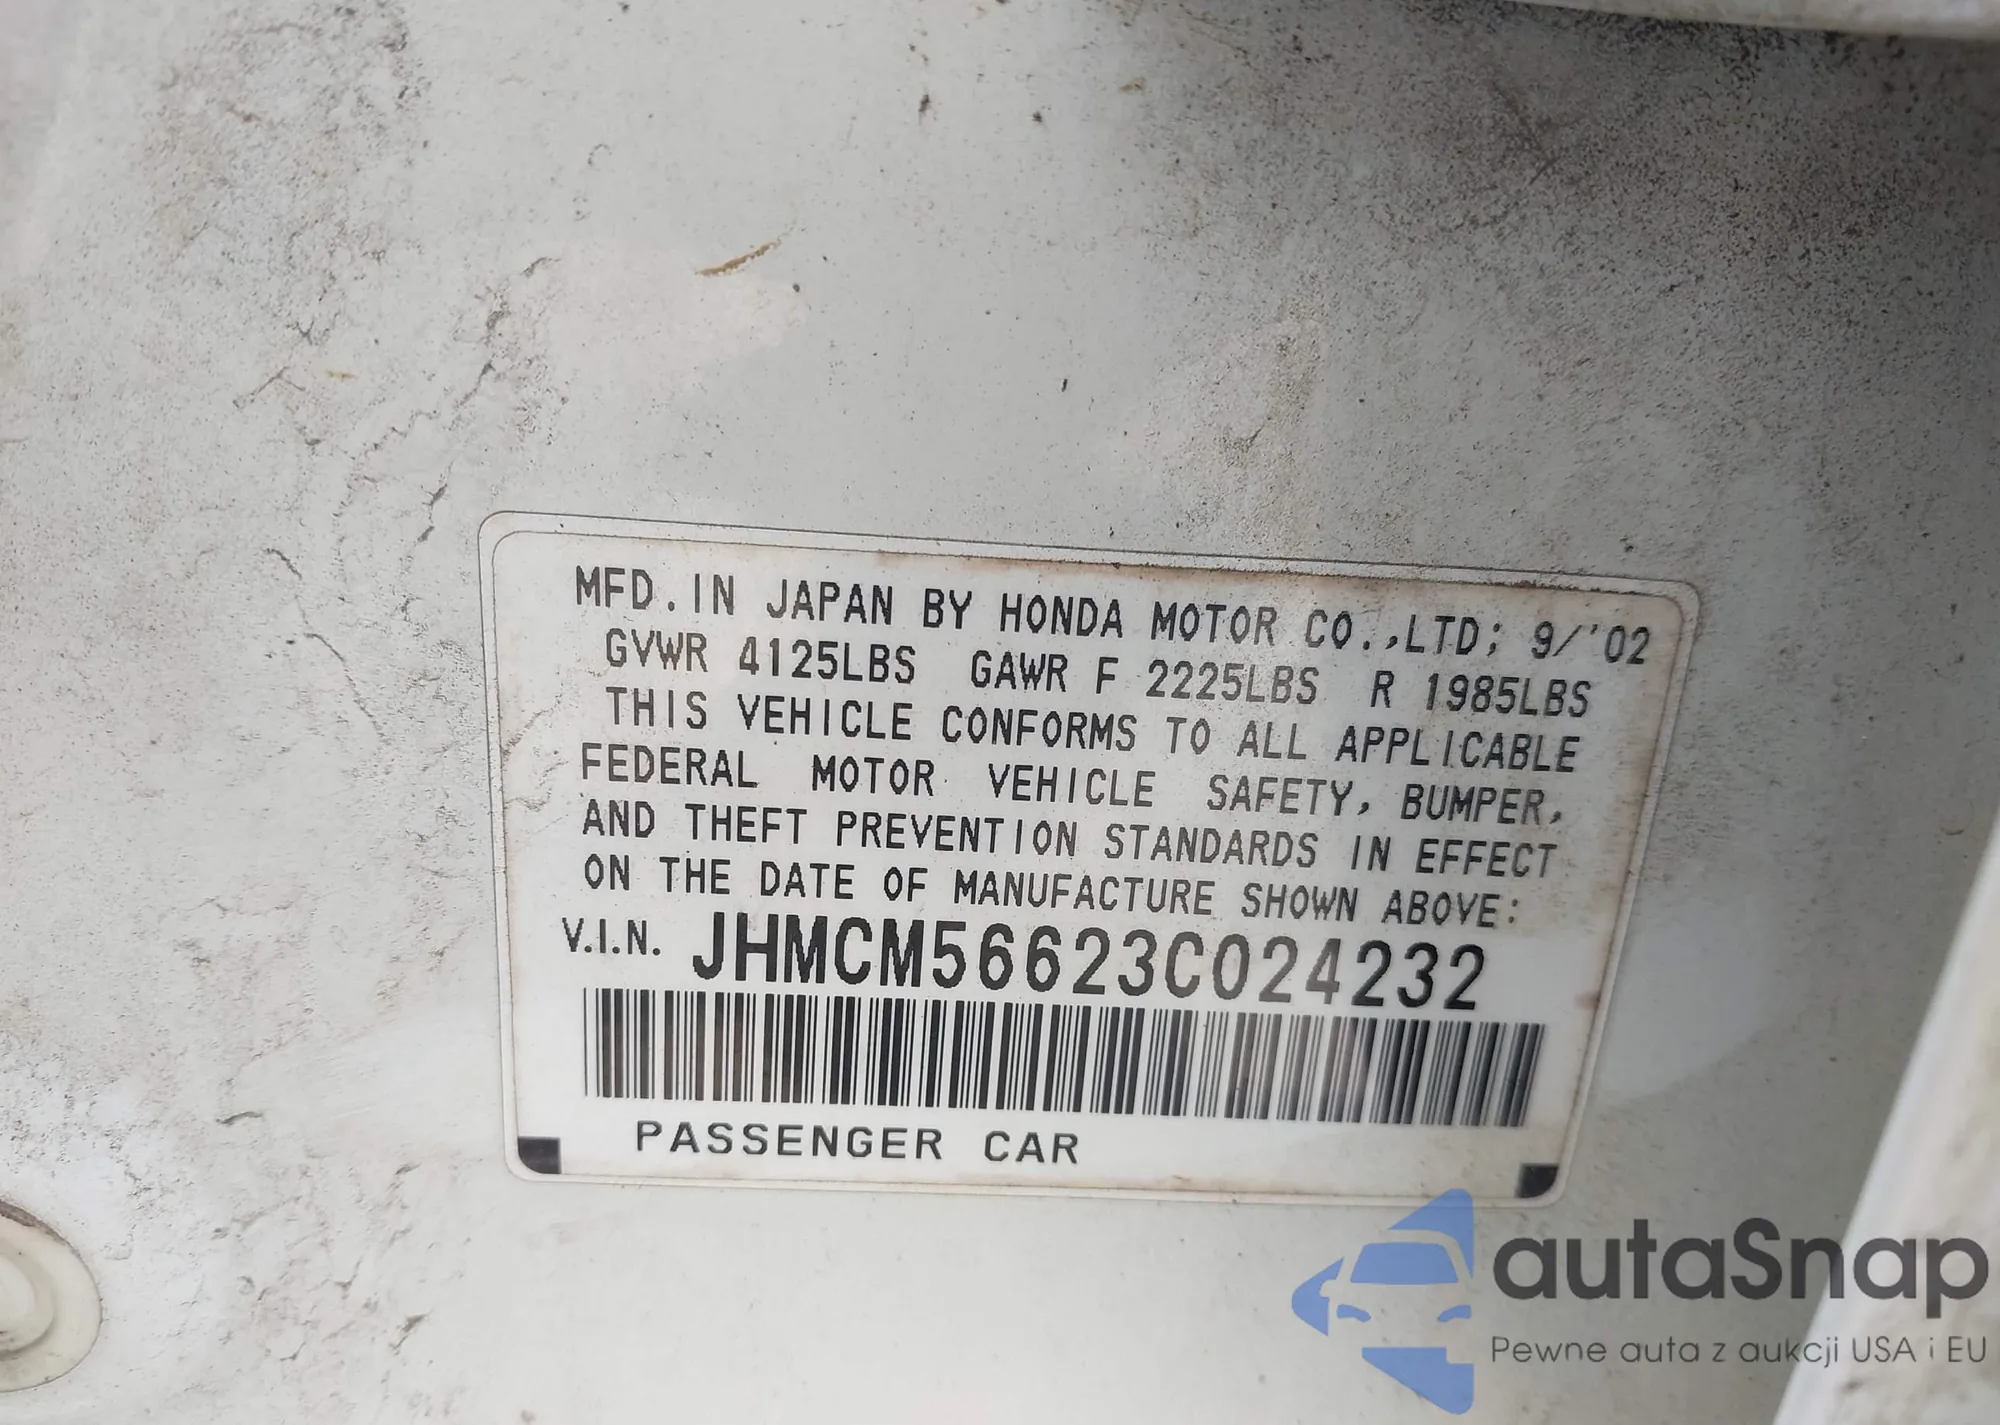 MFD. IN JAPAN BY HONDA MOTOR CO.,LTD; 9/'02
GVWR 4125LBS GAWR F 2225LBS R 1985LBS
THIS VEHICLE CONFORMS TO ALL APPLICABLE
FEDERAL MOTOR VEHICLE SAFETY, BUMPER,
AND THEFT PREVENTION STANDARDS IN EFFECT
ON THE DATE OF MANUFACTURE SHOWN ABOVE:
V.I.N. JHMCM56623C024232
PASSENGER CAR
autaSnap
Pewne auta z aukcji USA i EU